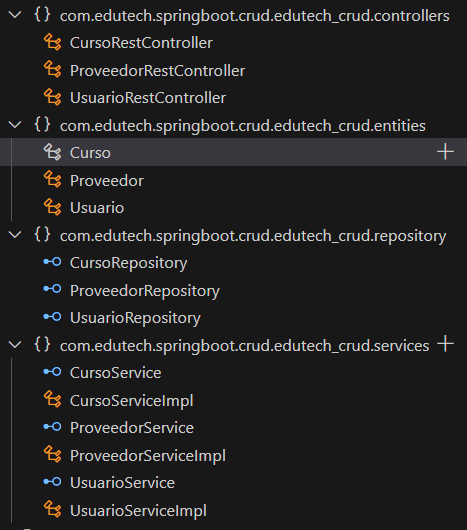 {} com.edutech.springboot.crud.edutech_crud.controllers
CursoRestController
ProveedorRestController
UsuarioRestController
{} com.edutech.springboot.crud.edutech_crud.entities
Curso
Proveedor
Usuario
{} com.edutech.springboot.crud.edutech_crud.repository
CursoRepository
ProveedorRepository
UsuarioRepository
{} com.edutech.springboot.crud.edutech_crud.services
CursoService
CursoServiceImpl
ProveedorService
ProveedorServiceImpl
UsuarioService
UsuarioServiceImpl